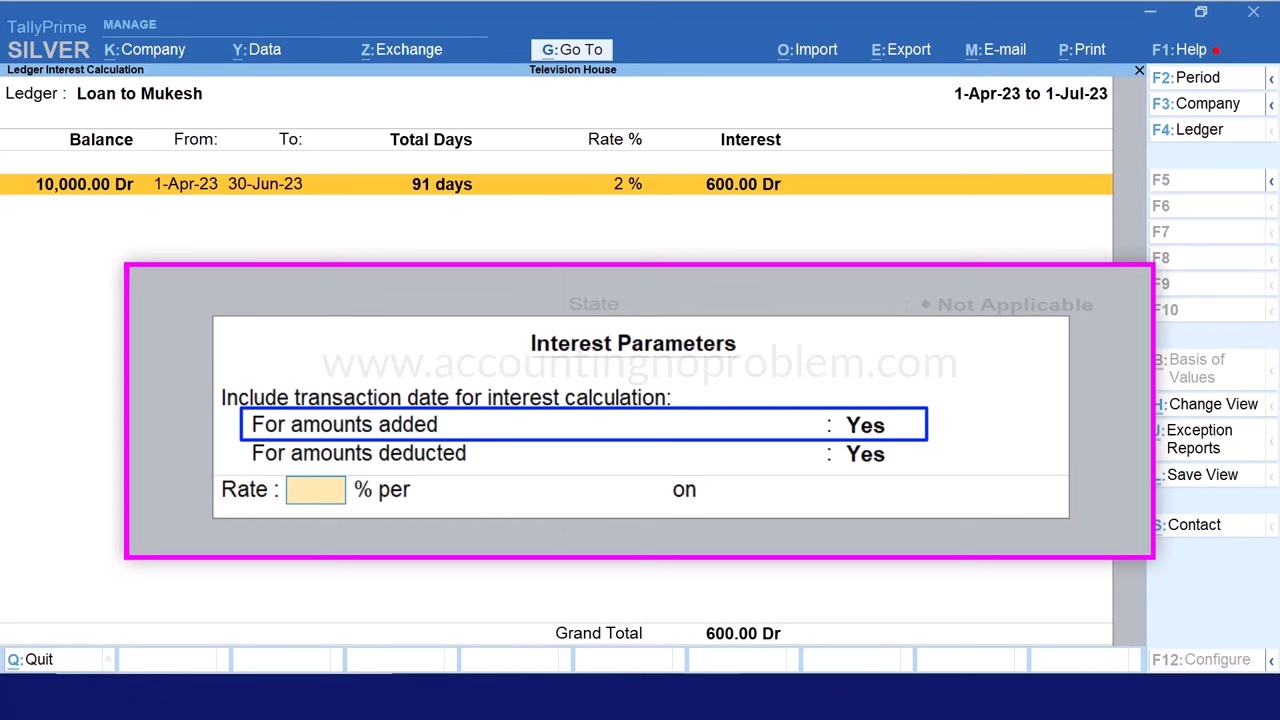 TallyPrime MANAGE
SILVER K:Company Y:Data Z:Exchange G:Go To O:Import E:Export M:E-mail P:Print F1:Help
Ledger Interest Calculation Television House
Ledger : Loan to Mukesh 1-Apr-23 to 1-Jul-23
Balance From: To: Total Days Rate % Interest
10,000.00 Dr 1-Apr-23 30-Jun-23 91 days 2 % 600.00 Dr
State : ♦ Not Applicable
Interest Parameters
www.accountingnoproblem.com
Include transaction date for interest calculation:
For amounts added : Yes
For amounts deducted : Yes
Rate : % per on
Grand Total 600.00 Dr
Q:Quit
F2:Period
F3:Company
F4:Ledger
F5
F6
F7
F8
F9
F10
B:Basis of
Values
H:Change View
J:Exception
Reports
L:Save View
S:Contact
F12:Configure